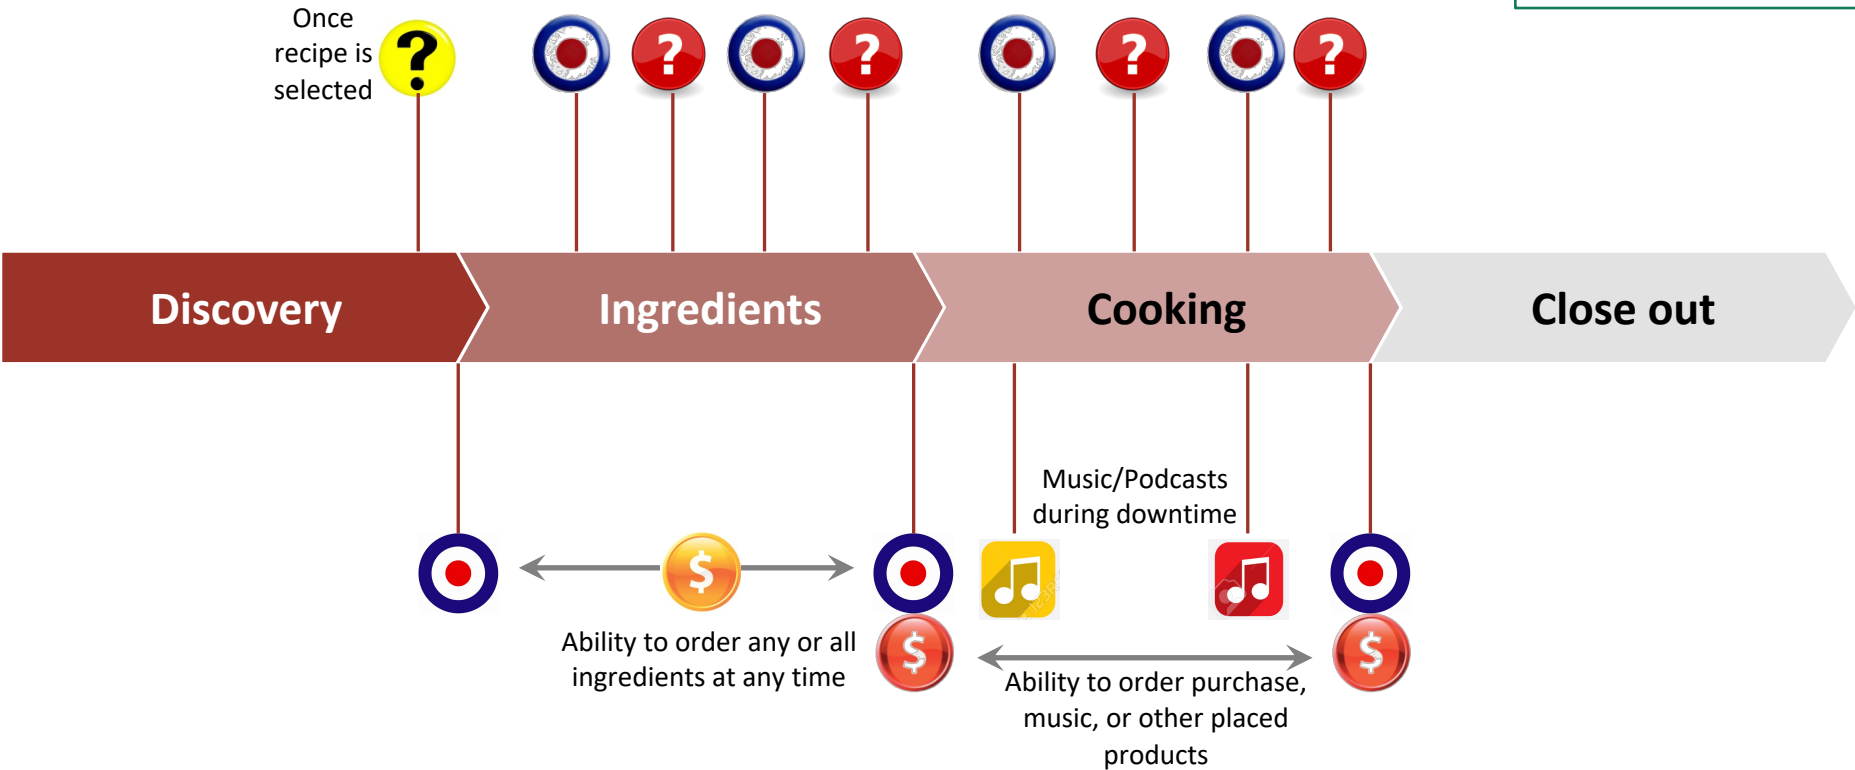 Once
recipe is
selected
?
?
?
?
?
Discovery
Ingredients
Cooking
Close out
Music/Podcasts
during downtime
$
Ability to order any or all
ingredients at any time
$
$
Ability to order purchase,
music, or other placed
products